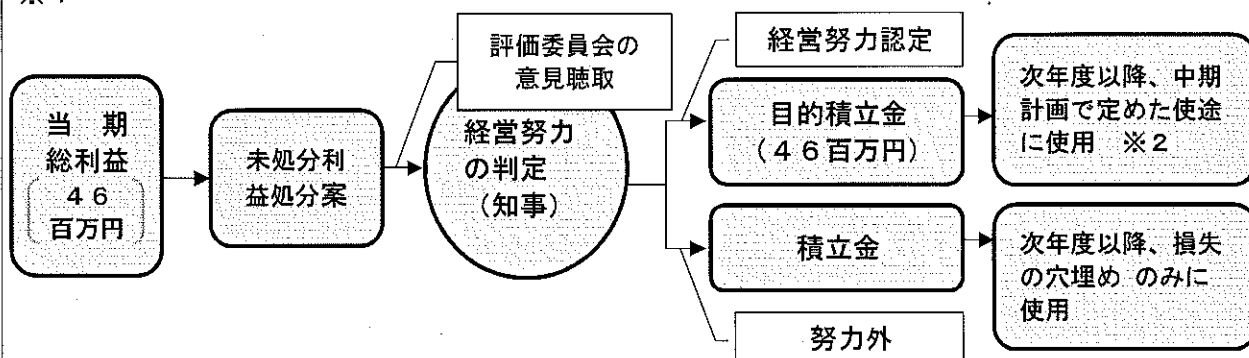 当　期
総利益
４６
百万円
未処分利
益処分案
評価委員会の
意見聴取
経営努力
の判定
（知事）
経営努力認定
目的積立金
（４６百万円）
次年度以降、中期
計画で定めた使途
に使用　※２
積立金
次年度以降、損失
の穴埋め のみに
使用
努力外